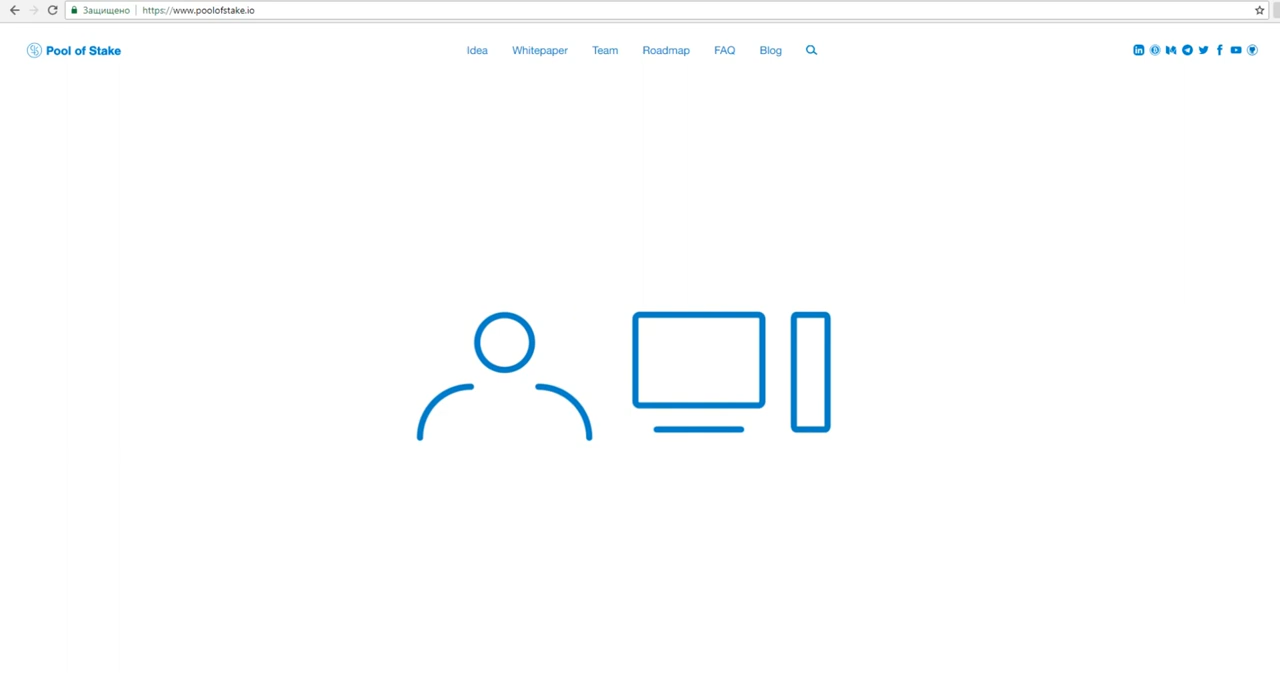 Защищено https://www.poolofstake.io
Pool of Stake Idea Whitepaper Team Roadmap FAQ Blog